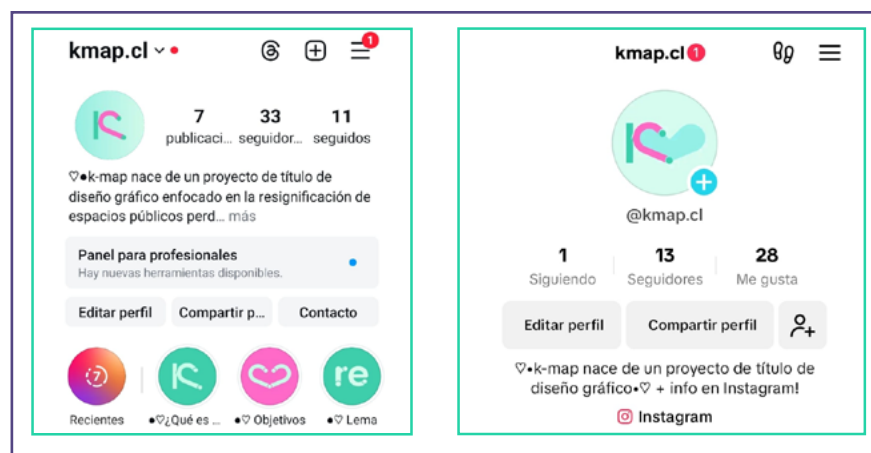 kmap.cl
1
7 33 11
publicaci... seguidor... seguidos
♡●k-map nace de un proyecto de título de
diseño gráfico enfocado en la resignificación de
espacios públicos perd... más
Panel para profesionales
Hay nuevas herramientas disponibles.
Editar perfil Compartir p... Contacto
7
re
Recientes ●♡¿Qué es ... ●♡ Objetivos ●♡ Lema
kmap.cl 1
@kmap.cl
1 13 28
Siguiendo Seguidores Me gusta
Editar perfil Compartir perfil
♡•k-map nace de un proyecto de título de
diseño gráfico•♡ + info en Instagram!
Instagram